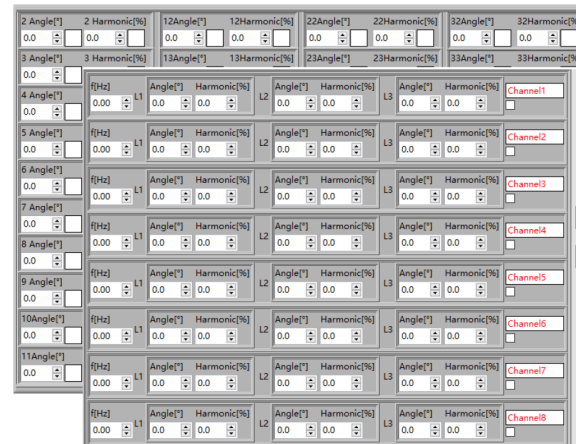 2 Angle[°] 2 Harmonic[%] 12Angle[°] 12Harmonic[%] 22Angle[°] 22Harmonic[%] 32Angle[°] 32Harmonic[%]
0.0 0.0 0.0 0.0 0.0 0.0 0.0 0.0
3 Angle[°] 3 Harmonic[%] 13Angle[°] 13Harmonic[%] 23Angle[°] 23Harmonic[%] 33Angle[°] 33Harmonic[%]
0.0
4 Angle[°]
0.0
5 Angle[°]
0.0
6 Angle[°]
0.0
7 Angle[°]
0.0
8 Angle[°]
0.0
9 Angle[°]
0.0
10Angle[°]
0.0
11Angle[°]
0.0
f[Hz] Angle[°] Harmonic[%] Angle[°] Harmonic[%] Angle[°] Harmonic[%] Channel1
0.00 L1 0.0 0.0 L2 0.0 0.0 L3 0.0 0.0
f[Hz] Angle[°] Harmonic[%] Angle[°] Harmonic[%] Angle[°] Harmonic[%] Channel2
0.00 L1 0.0 0.0 L2 0.0 0.0 L3 0.0 0.0
f[Hz] Angle[°] Harmonic[%] Angle[°] Harmonic[%] Angle[°] Harmonic[%] Channel3
0.00 L1 0.0 0.0 L2 0.0 0.0 L3 0.0 0.0
f[Hz] Angle[°] Harmonic[%] Angle[°] Harmonic[%] Angle[°] Harmonic[%] Channel4
0.00 L1 0.0 0.0 L2 0.0 0.0 L3 0.0 0.0
f[Hz] Angle[°] Harmonic[%] Angle[°] Harmonic[%] Angle[°] Harmonic[%] Channel5
0.00 L1 0.0 0.0 L2 0.0 0.0 L3 0.0 0.0
f[Hz] Angle[°] Harmonic[%] Angle[°] Harmonic[%] Angle[°] Harmonic[%] Channel6
0.00 L1 0.0 0.0 L2 0.0 0.0 L3 0.0 0.0
f[Hz] Angle[°] Harmonic[%] Angle[°] Harmonic[%] Angle[°] Harmonic[%] Channel7
0.00 L1 0.0 0.0 L2 0.0 0.0 L3 0.0 0.0
f[Hz] Angle[°] Harmonic[%] Angle[°] Harmonic[%] Angle[°] Harmonic[%] Channel8
0.00 L1 0.0 0.0 L2 0.0 0.0 L3 0.0 0.0